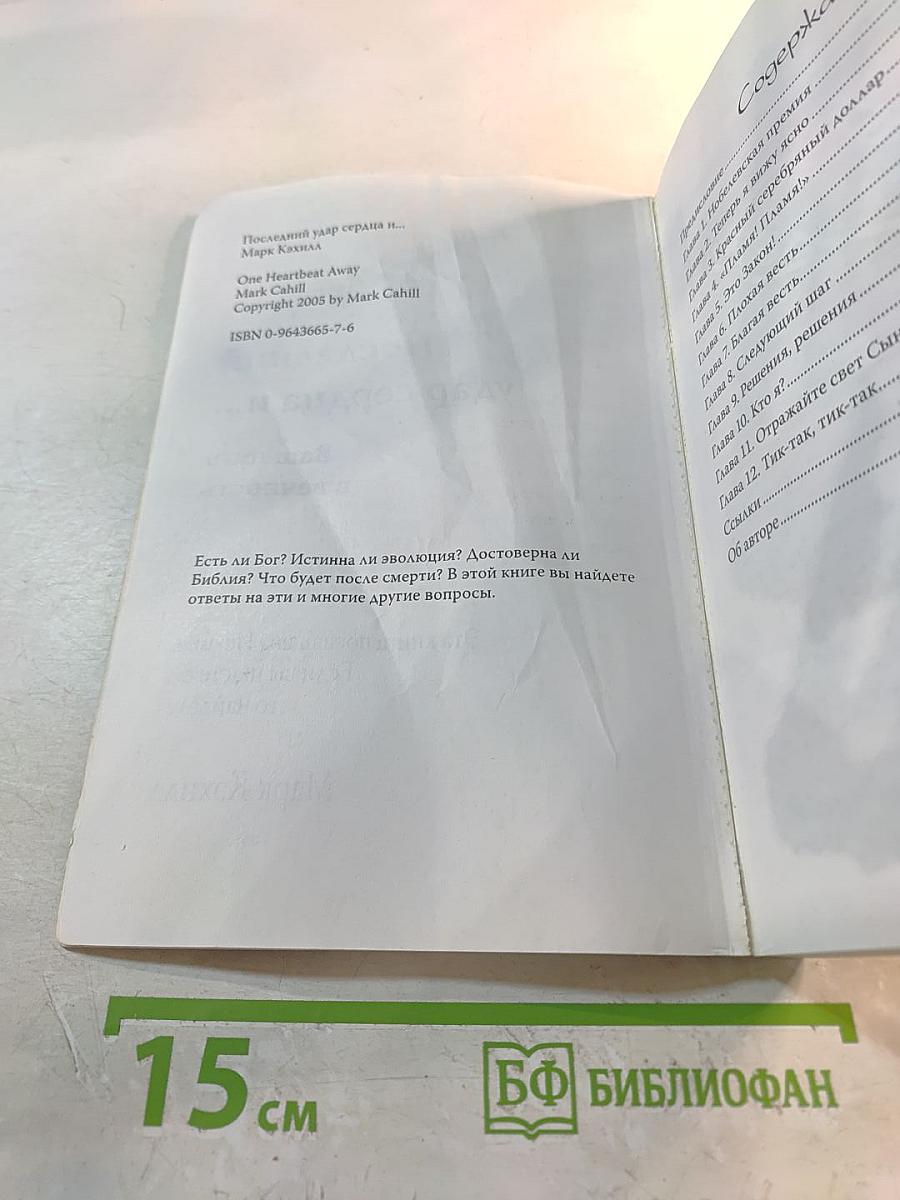 Последний удар сердца и...
Марк Кэхилл
One Heartbeat Away
Mark Cahill
Copyright 2005 by Mark Cahill
ISBN 0-9643665-7-6
Есть ли Бог? Истинна ли эволюция? Достоверна ли
Библия? Что будет после смерти? В этой книге вы найдете
ответы на эти и многие другие вопросы.
Содержа
Предисловие
Глава 1. Нобелевская премия
Глава 2. Теперь я вижу ясно
Глава 3. Красный серебряный доллар
Глава 4. «Пламя! Пламя!»
Глава 5. Это Закон!
Глава 6. Плохая весть
Глава 7. Благая весть
Глава 8. Следующий шаг
Глава 9. Решения, решения
Глава 10. Кто я?
Глава 11. Отражайте свет Сын
Глава 12. Тик-так, тик-так
Ссылки
Об авторе
15 см
БФ БИБЛИОФАН